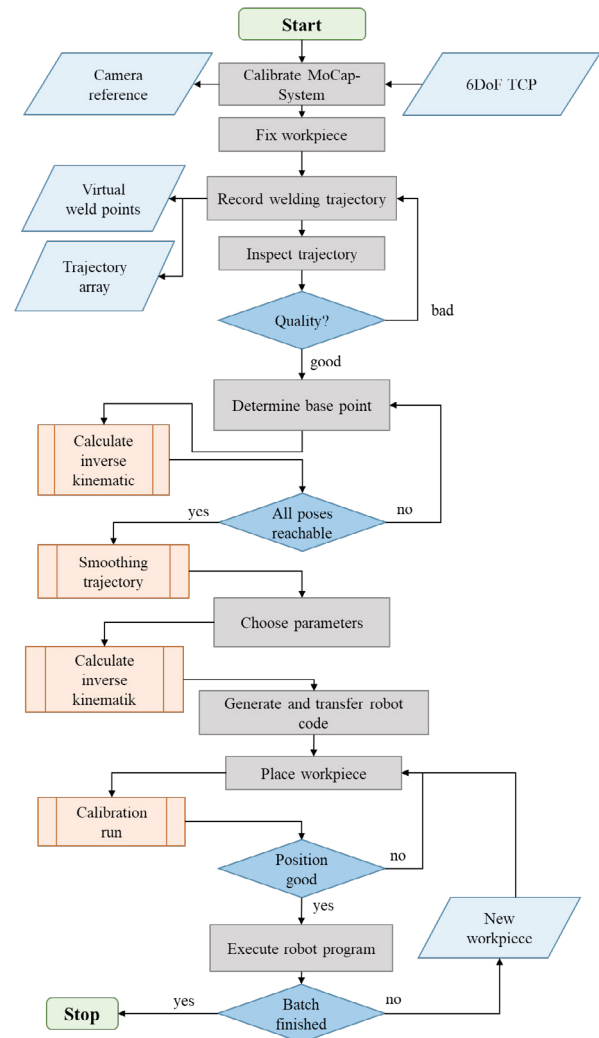 Start
Camera
reference
Calibrate MoCap-
System
6DoF TCP
Fix workpiece
Virtual
weld points
Record welding trajectory
Trajectory
array
Inspect trajectory
Quality?
bad
good
Determine base point
Calculate
inverse
kinematic
yes
All poses
reachable
no
Smoothing
trajectory
Choose parameters
Calculate
inverse
kinematik
Generate and transfer robot
code
Place workpiece
Calibration
run
Position
good
no
yes
New
workpiece
Execute robot program
Stop
yes
Batch
finished
no